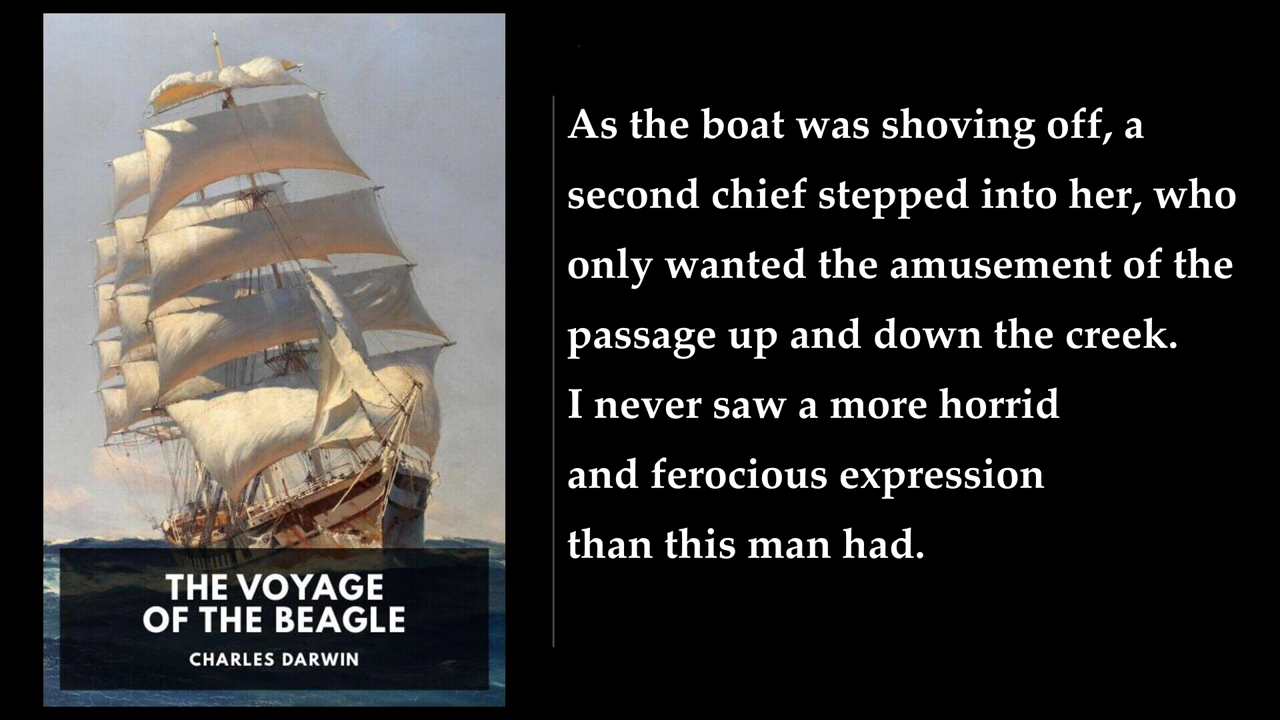 THE VOYAGE
OF THE BEAGLE
CHARLES DARWIN
As the boat was shoving off, a
second chief stepped into her, who
only wanted the amusement of the
passage up and down the creek.
I never saw a more horrid
and ferocious expression
than this man had.